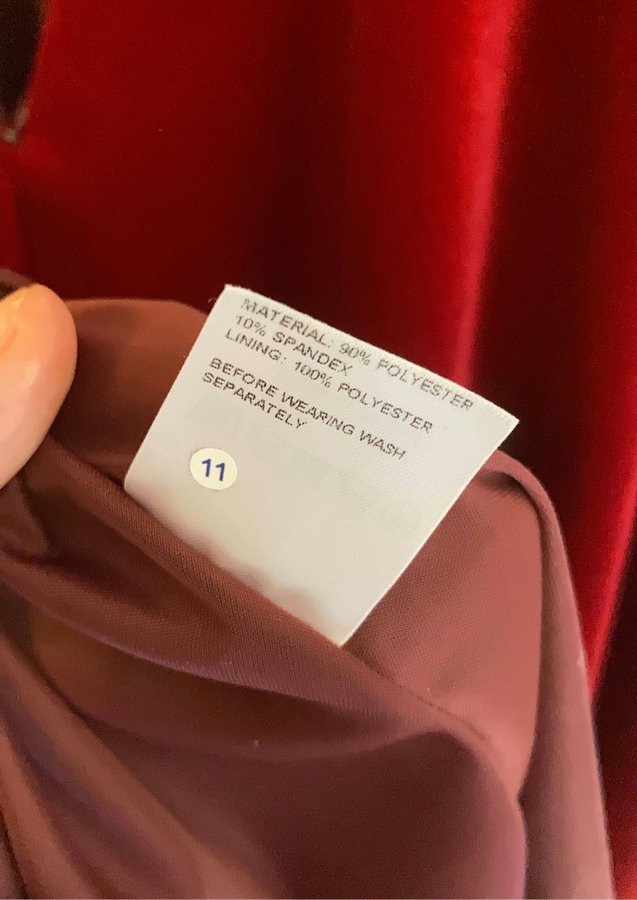 MATERIAL: 90% POLYESTER
10% SPANDEX
LINING: 100% POLYESTER
BEFORE WEARING WASH
SEPARATELY
11